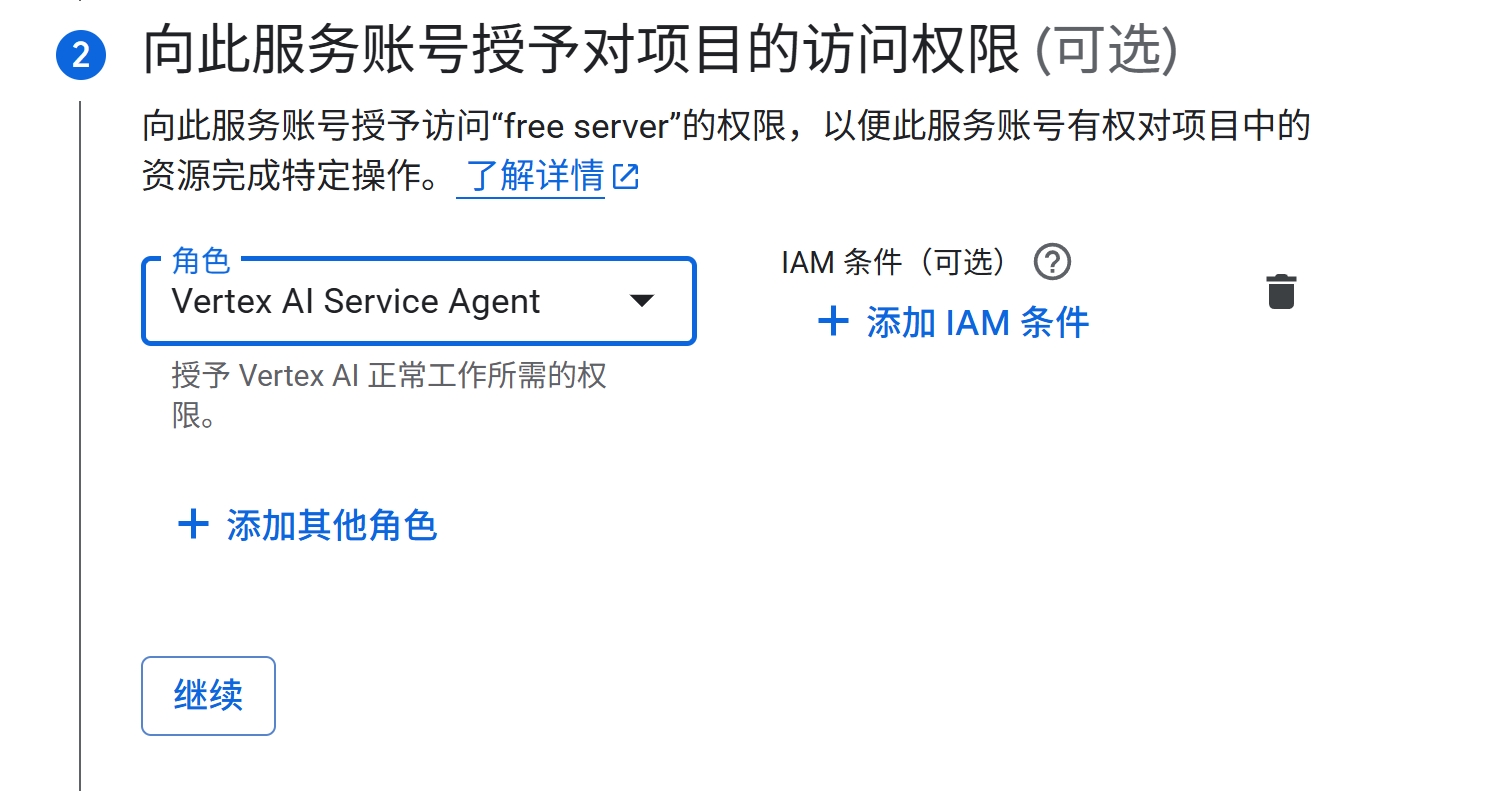 2 向此服务账号授予对项目的访问权限 (可选)
向此服务账号授予访问“free server”的权限，以便此服务账号有权对项目中的
资源完成特定操作。 了解详情
角色
Vertex AI Service Agent
授予 Vertex AI 正常工作所需的权
限。
IAM 条件（可选） ?
+ 添加 IAM 条件
+ 添加其他角色
继续